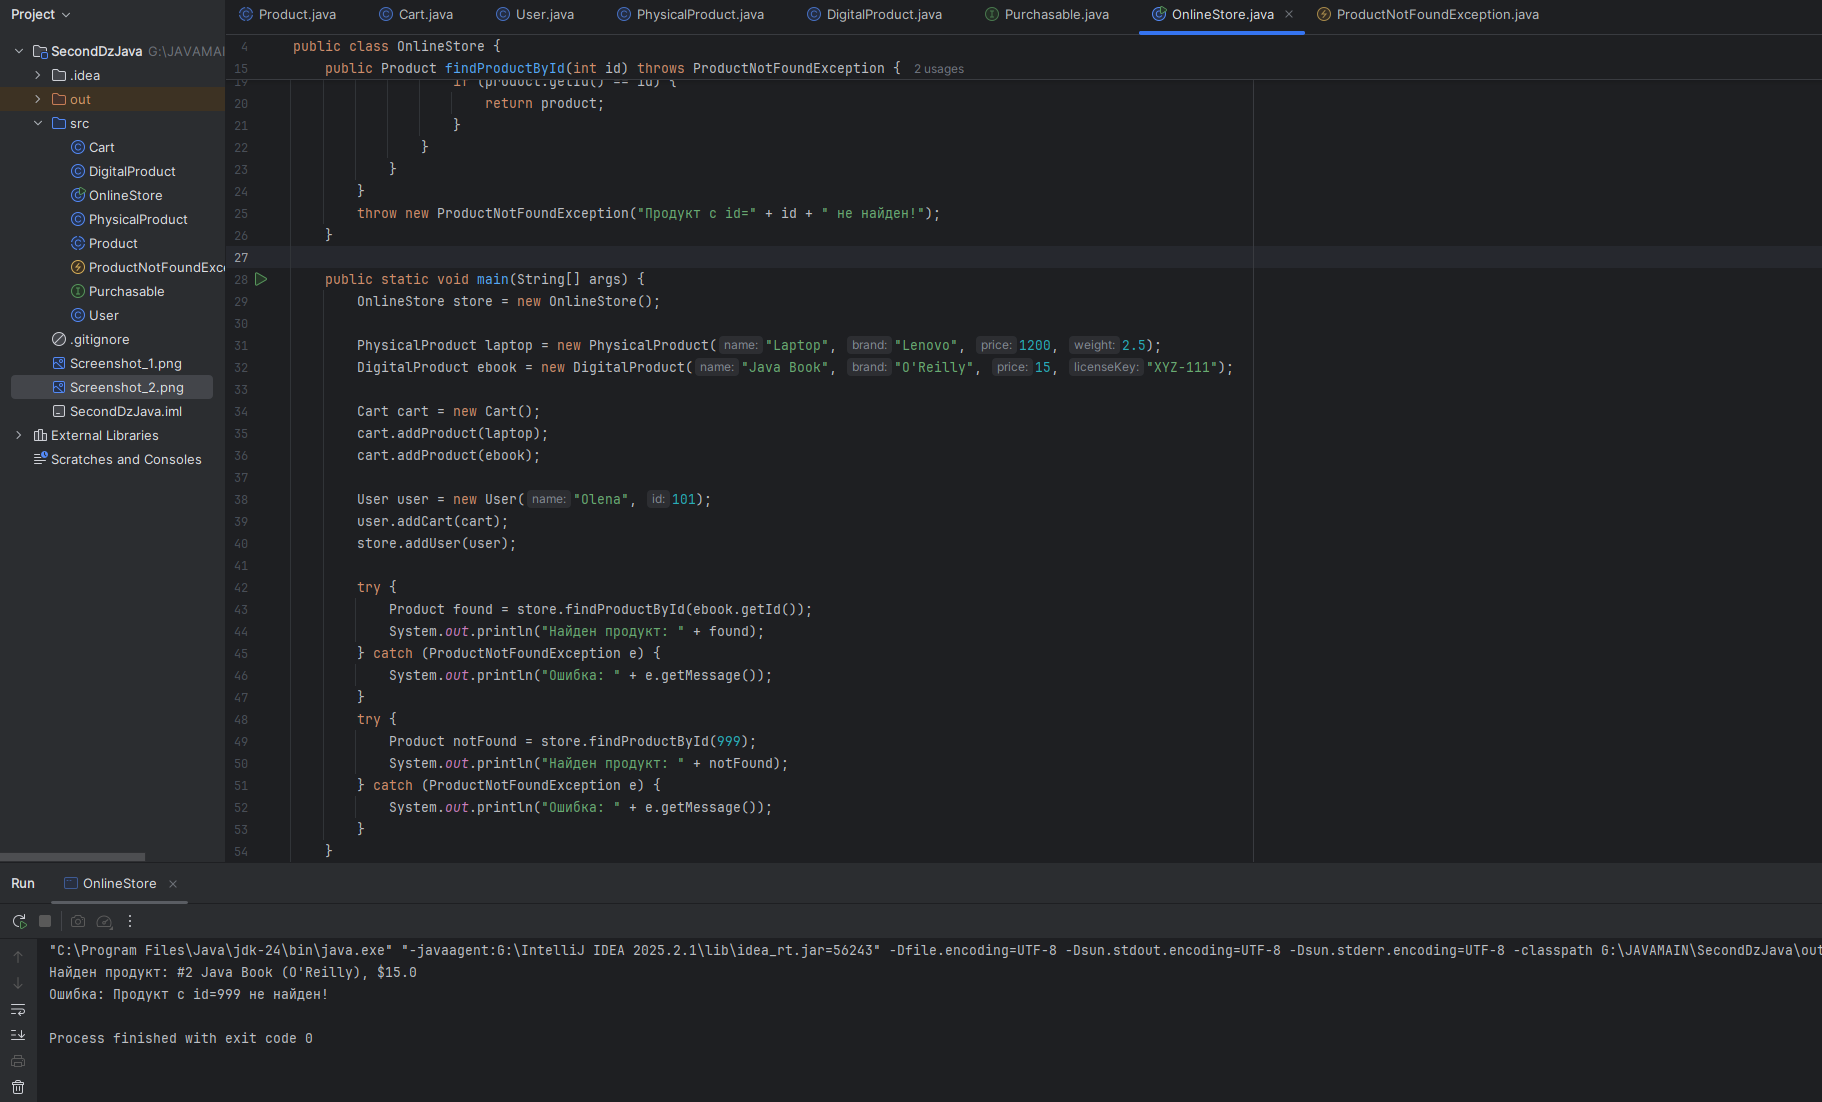 Project
Product.java Cart.java User.java PhysicalProduct.java DigitalProduct.java Purchasable.java OnlineStore.java ProductNotFoundException.java
SecondDzJava G:\JAVAMAI
.idea
out
src
Cart
DigitalProduct
OnlineStore
PhysicalProduct
Product
ProductNotFoundExc
Purchasable
User
.gitignore
Screenshot_1.png
Screenshot_2.png
SecondDzJava.iml
External Libraries
Scratches and Consoles
4 public class OnlineStore {
15 public Product findProductById(int id) throws ProductNotFoundException { 2 usages
19 if (product.getId() == id) {
20 return product;
21 }
22 }
23 }
24 }
25 throw new ProductNotFoundException("Продукт с id=" + id + " не найден!");
26 }
27
28 public static void main(String[] args) {
29 OnlineStore store = new OnlineStore();
30
31 PhysicalProduct laptop = new PhysicalProduct( name: "Laptop", brand: "Lenovo", price: 1200, weight: 2.5);
32 DigitalProduct ebook = new DigitalProduct( name: "Java Book", brand: "O'Reilly", price: 15, licenseKey: "XYZ-111");
33
34 Cart cart = new Cart();
35 cart.addProduct(laptop);
36 cart.addProduct(ebook);
37
38 User user = new User( name: "Olena", id: 101);
39 user.addCart(cart);
40 store.addUser(user);
41
42 try {
43 Product found = store.findProductById(ebook.getId());
44 System.out.println("Найден продукт: " + found);
45 } catch (ProductNotFoundException e) {
46 System.out.println("Ошибка: " + e.getMessage());
47 }
48 try {
49 Product notFound = store.findProductById(999);
50 System.out.println("Найден продукт: " + notFound);
51 } catch (ProductNotFoundException e) {
52 System.out.println("Ошибка: " + e.getMessage());
53 }
54 }
Run OnlineStore
"C:\Program Files\Java\jdk-24\bin\java.exe" "-javaagent:G:\IntelliJ IDEA 2025.2.1\lib\idea_rt.jar=56243" -Dfile.encoding=UTF-8 -Dsun.stdout.encoding=UTF-8 -Dsun.stderr.encoding=UTF-8 -classpath G:\JAVAMAIN\SecondDzJava\out
Найден продукт: #2 Java Book (O'Reilly), $15.0
Ошибка: Продукт с id=999 не найден!
Process finished with exit code 0